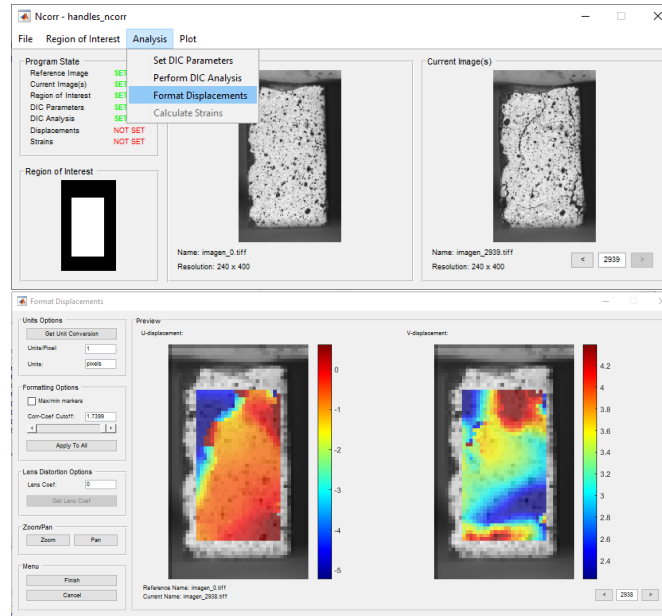 Ncorr - handles_ncorr
File Region of Interest Analysis Plot
Set DIC Parameters
Perform DIC Analysis
Format Displacements
Calculate Strains
Program State
Reference Image SET
Current Image(s) SET
Region of Interest SET
DIC Parameters SET
DIC Analysis SET
Displacements NOT SET
Strains NOT SET
Region of Interest
Name: imagen_0.tiff
Resolution: 240 x 400
Current Image(s)
Name: imagen_2939.tiff
Resolution: 240 x 400
< 2939 >
Format Displacements
Units Options
Get Unit Conversion
Units/Pixel: 1
Units: pixels
Formatting Options
Max/min markers
Corr-Coef Cutoff: 1.7399
Apply To All
Lens Distortion Options
Lens Coef: 0
Get Lens Coef
Zoom/Pan
Zoom Pan
Menu
Finish
Cancel
Preview
U-displacement:
0
-1
-2
-3
-4
-5
V-displacement:
4.2
4
3.8
3.6
3.4
3.2
3
2.8
2.6
2.4
Reference Name: imagen_0.tiff
Current Name: imagen_2938.tiff
< 2938 >